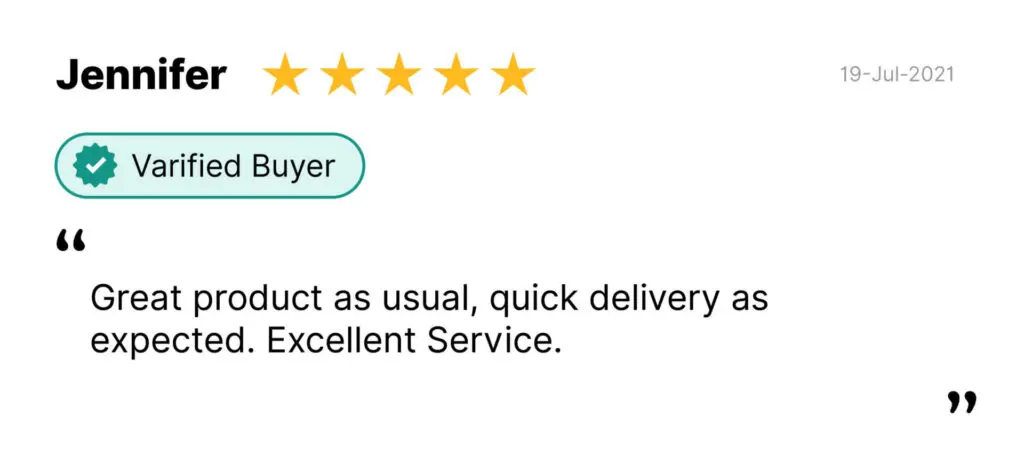 Jennifer 19-Jul-2021
Varified Buyer
“
Great product as usual, quick delivery as
expected. Excellent Service.
”